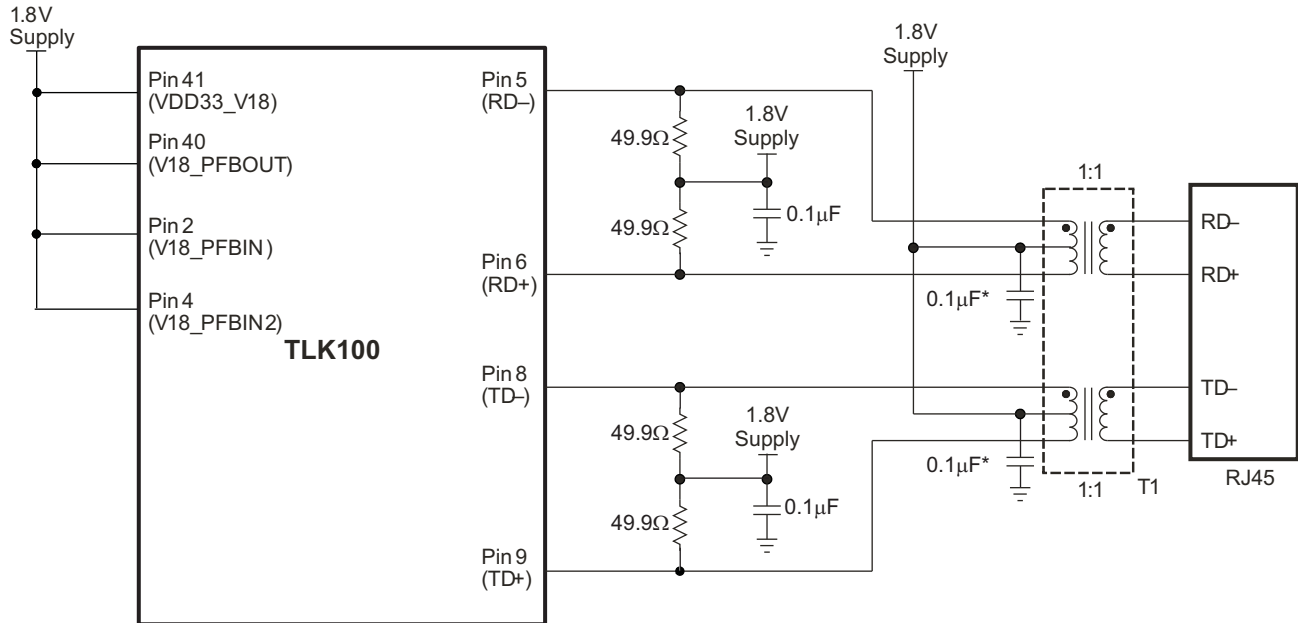 1.8V
Supply
Pin 41
(VDD33_V18)
Pin 40
(V18_PFBOUT)
Pin 2
(V18_PFBIN)
Pin 4
(V18_PFBIN2)
TLK100
Pin 5
(RD–)
Pin 6
(RD+)
Pin 8
(TD–)
Pin 9
(TD+)
49.9Ω
49.9Ω
1.8V
Supply
0.1μF
49.9Ω
49.9Ω
1.8V
Supply
0.1μF
1.8V
Supply
0.1μF*
0.1μF*
1:1
1:1
T1
RD–
RD+
TD–
TD+
RJ45